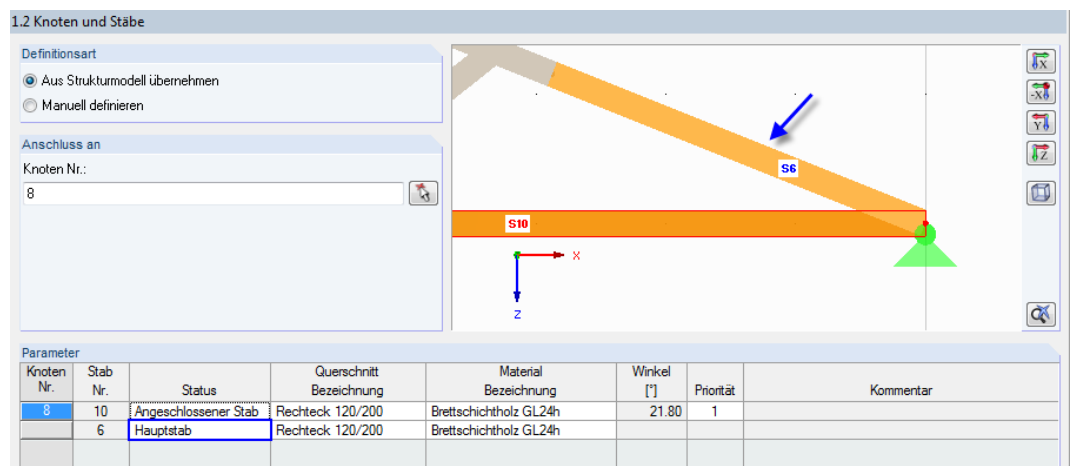 1.2 Knoten und Stäbe
Definitionsart
Aus Strukturmodell übernehmen
Manuell definieren
Anschluss an
Knoten Nr.:
8
S6
S10
X
Z
X
-X
Y
Z
Parameter
Knoten Nr. Stab Nr. Status Querschnitt Bezeichnung Material Bezeichnung Winkel [°] Priorität Kommentar
8 10 Angeschlossener Stab Rechteck 120/200 Brettschichtholz GL24h 21.80 1
6 Hauptstab Rechteck 120/200 Brettschichtholz GL24h